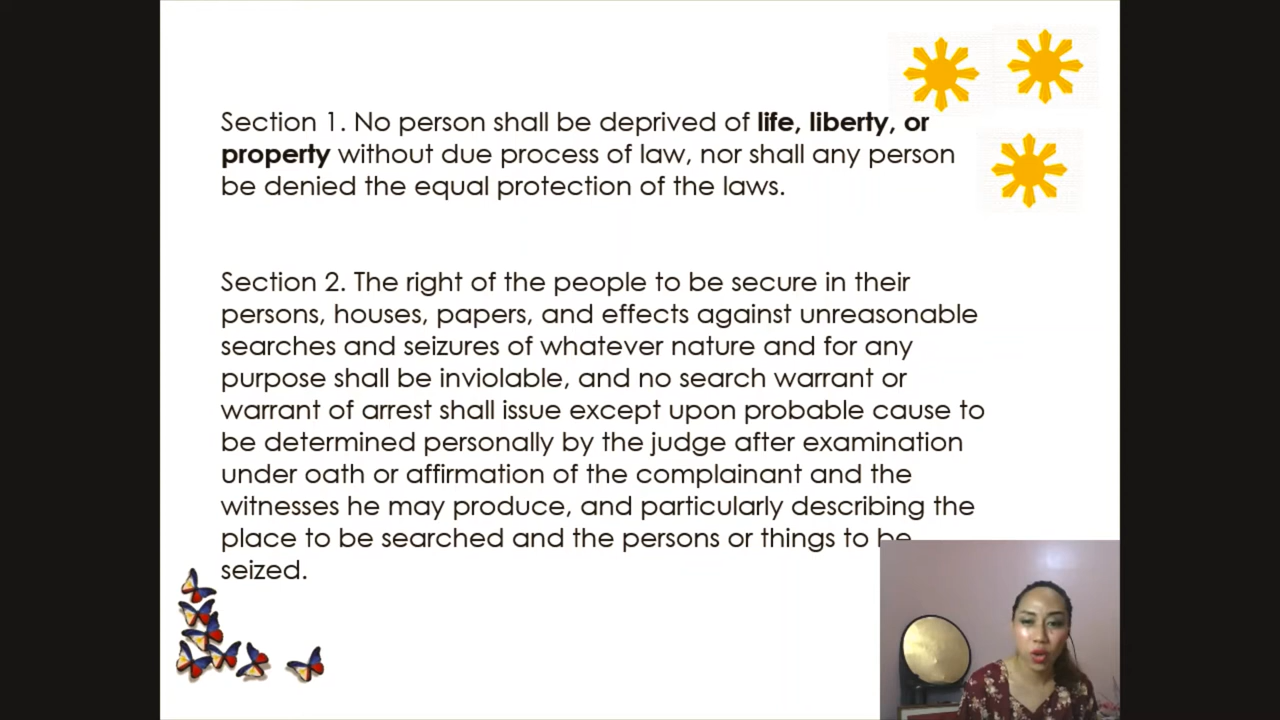 Section 1. No person shall be deprived of life, liberty, or
property without due process of law, nor shall any person
be denied the equal protection of the laws.
Section 2. The right of the people to be secure in their
persons, houses, papers, and effects against unreasonable
searches and seizures of whatever nature and for any
purpose shall be inviolable, and no search warrant or
warrant of arrest shall issue except upon probable cause to
be determined personally by the judge after examination
under oath or affirmation of the complainant and the
witnesses he may produce, and particularly describing the
place to be searched and the persons or things to be
seized.